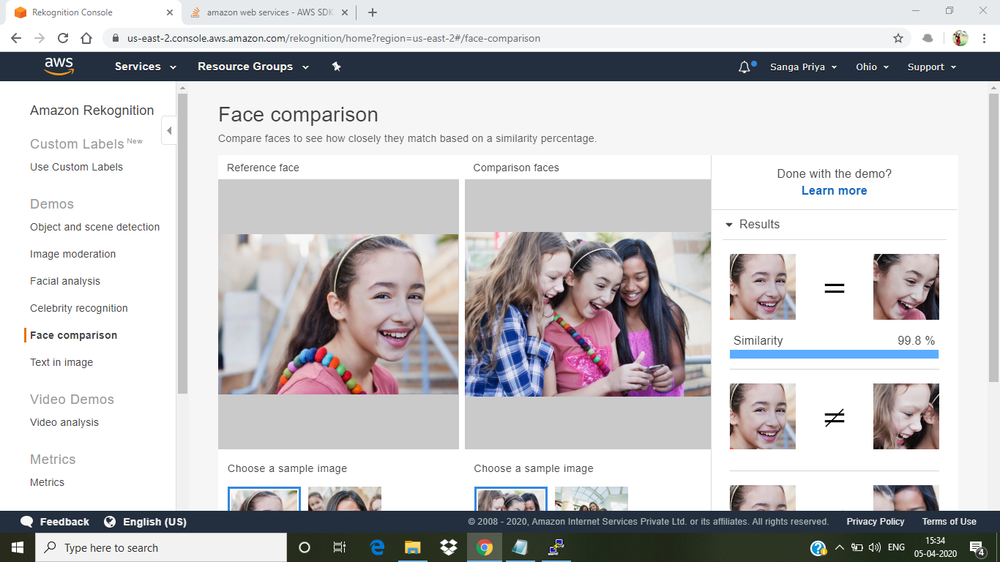 Rekognition Console
amazon web services - AWS SDK
us-east-2.console.aws.amazon.com/rekognition/home?region=us-east-2#/face-comparison
aws Services Resource Groups Sanga Priya Ohio Support
Amazon Rekognition
Custom Labels New
Use Custom Labels
Demos
Object and scene detection
Image moderation
Facial analysis
Celebrity recognition
Face comparison
Text in image
Video Demos
Video analysis
Metrics
Metrics
Face comparison
Compare faces to see how closely they match based on a similarity percentage.
Reference face
Comparison faces
Choose a sample image
Choose a sample image
Done with the demo?
Learn more
Results
=
Similarity 99.8 %
≠
Feedback English (US) © 2008 - 2020, Amazon Internet Services Private Ltd. or its affiliates. All rights reserved. Privacy Policy Terms of Use
Type here to search
ENG
15:34
05-04-2020
4